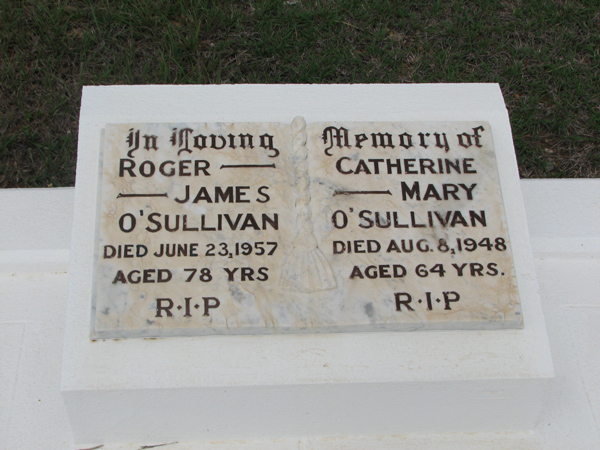 In Loving Memory of
ROGER
JAMES
O'SULLIVAN
DIED JUNE 23, 1957
AGED 78 YRS
R·I·P
CATHERINE
MARY
O'SULLIVAN
DIED AUG. 8, 1948
AGED 64 YRS.
R·I·P